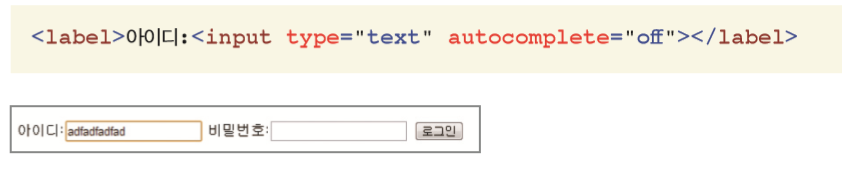 <label>아이디:<input type="text" autocomplete="off"></label>
아이디: adfadfadfad 비밀번호: 로그인